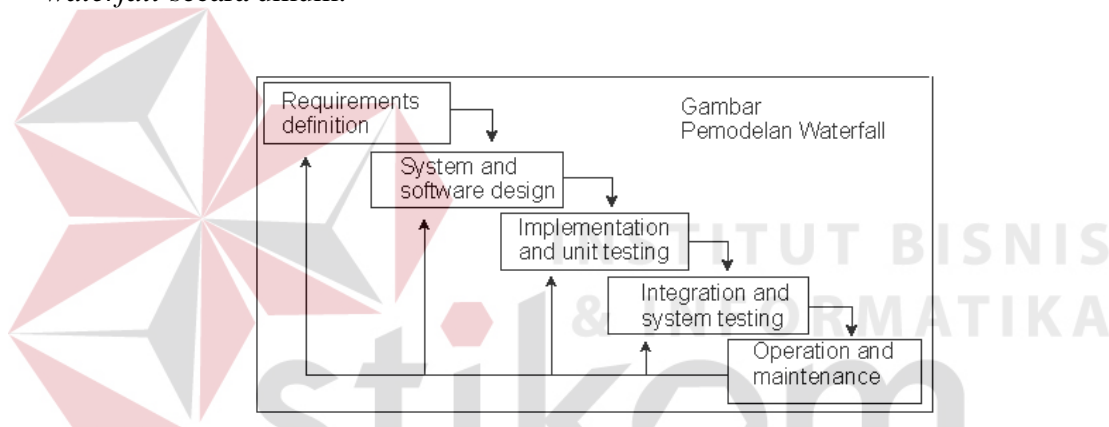 waterfall secara umum.
Requirements
definition
Gambar
Pemodelan Waterfall
System and
software design
Implementation
and unit testing
INSTITUT BISNIS
Integration and
system testing
& INFORMATIKA
Operation and
maintenance
stikom